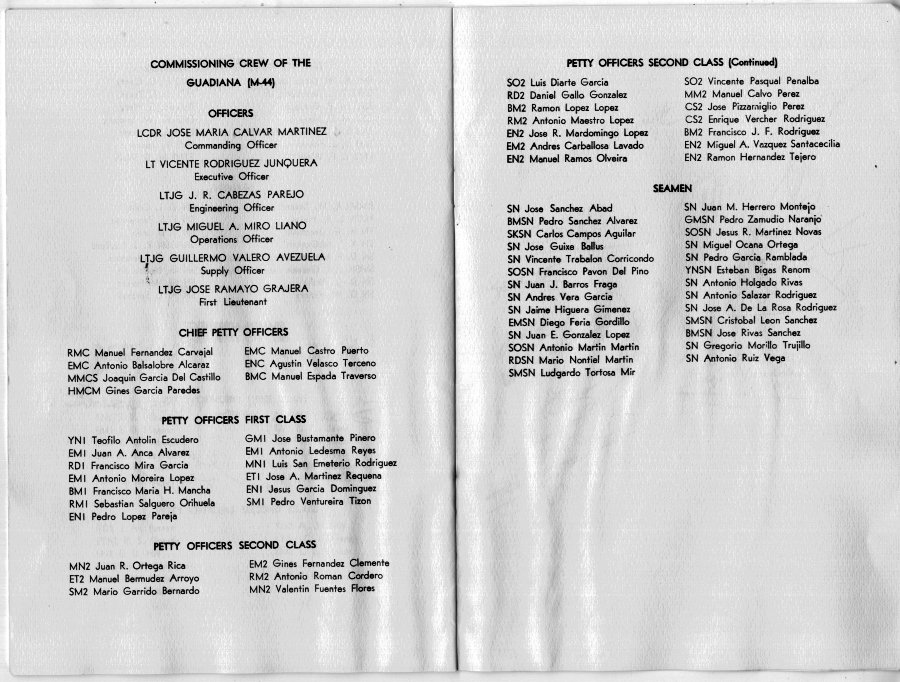 COMMISSIONING CREW OF THE
GUADIANA (M-44)
OFFICERS
LCDR JOSE MARIA CALVAR MARTINEZ
Commanding Officer
LT VICENTE RODRIGUEZ JUNQUERA
Executive Officer
LTJG J. R. CABEZAS PAREJO
Engineering Officer
LTJG MIGUEL A. MIRO LIANO
Operations Officer
LTJG GUILLERMO VALERO AVEZUELA
Supply Officer
LTJG JOSE RAMAYO GRAJERA
First Lieutenant
CHIEF PETTY OFFICERS
RMC Manuel Fernandez Carvajal
EMC Antonio Balsalobre Alcaraz
MMCS Joaquin Garcia Del Castillo
HMCM Gines Garcia Paredes
EMC Manuel Castro Puerto
ENC Agustin Velasco Terceno
BMC Manuel Espada Traverso
PETTY OFFICERS FIRST CLASS
YN1 Teofilo Antolin Escudero
EM1 Juan A. Anca Alvarez
RD1 Francisco Mira Garcia
EM1 Antonio Moreira Lopez
BM1 Francisco Maria H. Mancha
RM1 Sebastian Salguero Orihuela
EN1 Pedro Lopez Pareja
GM1 Jose Bustamante Pinero
EM1 Antonio Ledesma Reyes
MN1 Luis San Emeterio Rodriguez
ET1 Jose A. Martinez Requena
EN1 Jesus Garcia Dominguez
SM1 Pedro Ventureira Tizon
PETTY OFFICERS SECOND CLASS
MN2 Juan R. Ortega Rica
ET2 Manuel Bermudez Arroyo
SM2 Mario Garrido Bernardo
EM2 Gines Fernandez Clemente
RM2 Antonio Roman Cordero
MN2 Valentin Fuentes Flores
PETTY OFFICERS SECOND CLASS (Continued)
SO2 Luis Diarte Garcia
RD2 Daniel Gallo Gonzalez
BM2 Ramon Lopez Lopez
RM2 Antonio Maestro Lopez
EN2 Jose R. Mardomingo Lopez
EM2 Andres Carballosa Lavado
EN2 Manuel Ramos Olveira
SO2 Vincente Pasqual Penalba
MM2 Manuel Calvo Perez
CS2 Jose Pizzarniglio Perez
CS2 Enrique Vercher Rodriguez
BM2 Francisco J. F. Rodriguez
EN2 Miguel A. Vazquez Santacecilia
EN2 Ramon Hernandez Tejero
SEAMEN
SN Jose Sanchez Abad
BMSN Pedro Sanchez Alvarez
SKSN Carlos Campos Aguilar
SN Jose Guixe Ballus
SN Vincente Trabalon Corricondo
SOSN Francisco Pavon Del Pino
SN Juan J. Barros Fraga
SN Andres Vera Garcia
SN Jaime Higuera Gimenez
EMSN Diego Feria Gordillo
SN Juan E. Gonzalez Lopez
SOSN Antonio Martin Martin
RDSN Mario Nontiel Martin
SMSN Ludgardo Tortosa Mir
SN Juan M. Herrero Montejo
GMSN Pedro Zamudio Naranjo
SOSN Jesus R. Martinez Novas
SN Miguel Ocana Ortega
SN Pedro Garcia Ramblada
YNSN Esteban Bigas Renom
SN Antonio Holgado Rivas
SN Antonio Salazar Rodriguez
SN Jose A. De La Rosa Rodriguez
SMSN Cristobal Leon Sanchez
BMSN Jose Rivas Sanchez
SN Gregorio Morillo Trujillo
SN Antonio Ruiz Vega